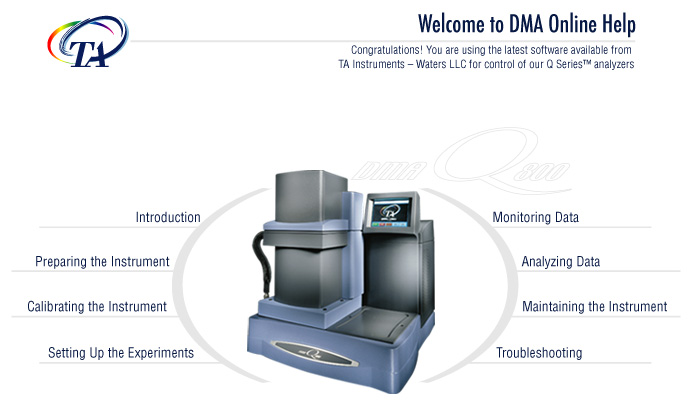 TA
Welcome to DMA Online Help
Congratulations! You are using the latest software available from
TA Instruments – Waters LLC for control of our Q Series™ analyzers
DMA Q 800
TA
Introduction
Monitoring Data
Preparing the Instrument
Analyzing Data
Calibrating the Instrument
Maintaining the Instrument
Setting Up the Experiments
Troubleshooting